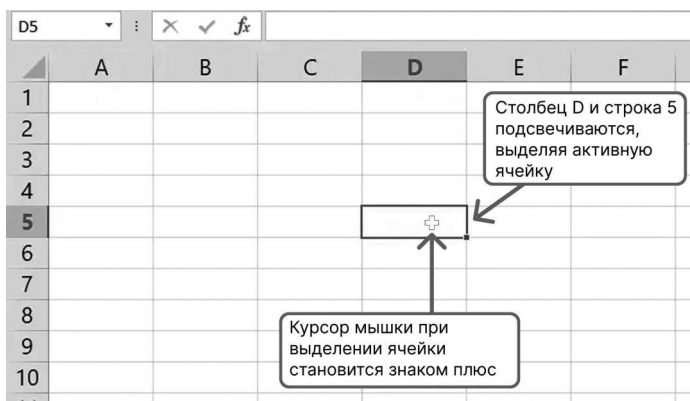 D5 fx
A B C D E F
1
2
3
4
5
6
7
8
9
10
Столбец D и строка 5
подсвечиваются,
выделяя активную
ячейку
Курсор мышки при
выделении ячейки
становится знаком плюс